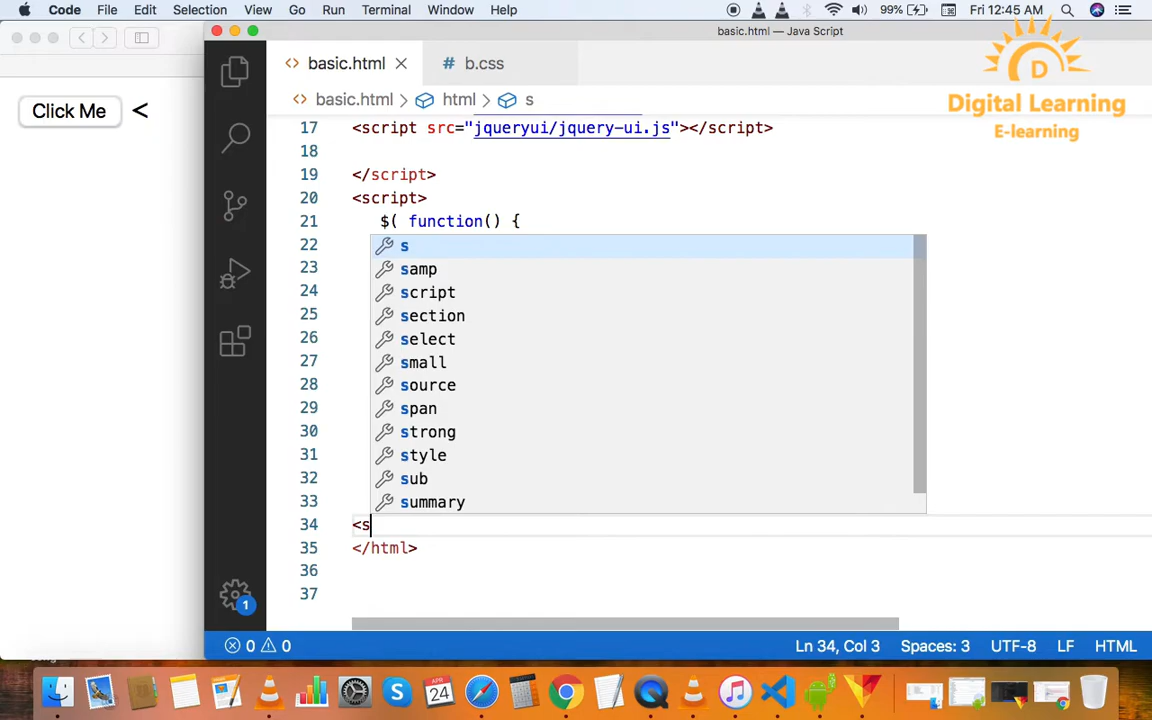 Code File Edit Selection View Go Run Terminal Window Help 99% Fri 12:45 AM
basic.html — Java Script
basic.html b.css
basic.html > html > s
D
Digital Learning
E-learning
Click Me <
17 <script src="jqueryui/jquery-ui.js"></script>
18
19 </script>
20 <script>
21 $( function() {
22 s
23 samp
24 script
25 section
26 select
27 small
28 source
29 span
30 strong
31 style
32 sub
33 summary
34 <s
35 </html>
36
37
1
0 0 Ln 34, Col 3 Spaces: 3 UTF-8 LF HTML
APR
24